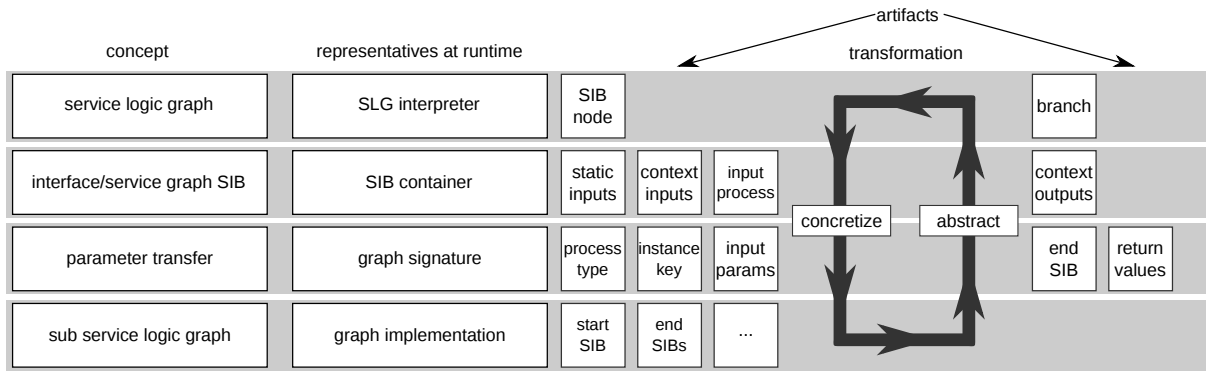 artifacts
concept
representatives at runtime
transformation
service logic graph
SLG interpreter
SIB
node
branch
interface/service graph SIB
SIB container
static
inputs
context
inputs
input
process
context
outputs
concretize
abstract
parameter transfer
graph signature
process
type
instance
key
input
params
end
SIB
return
values
sub service logic graph
graph implementation
start
SIB
end
SIBs
...